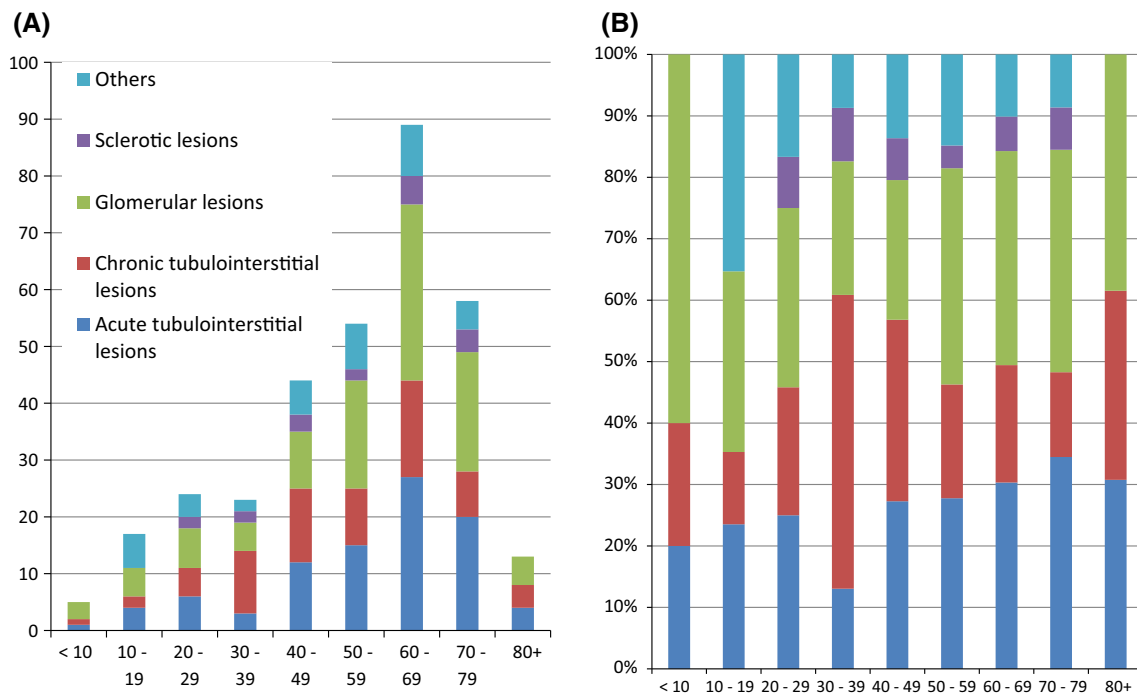 (A)
100
90
80
70
60
50
40
30
20
10
0
Others
Sclerotic lesions
Glomerular lesions
Chronic tubulointerstitial
lesions
Acute tubulointerstitial
lesions
< 10 10 - 20 - 30 - 40 - 50 - 60 - 70 - 80+
19 29 39 49 59 69 79
(B)
100%
90%
80%
70%
60%
50%
40%
30%
20%
10%
0%
< 10 10 - 19 20 - 29 30 - 39 40 - 49 50 - 59 60 - 69 70 - 79 80+